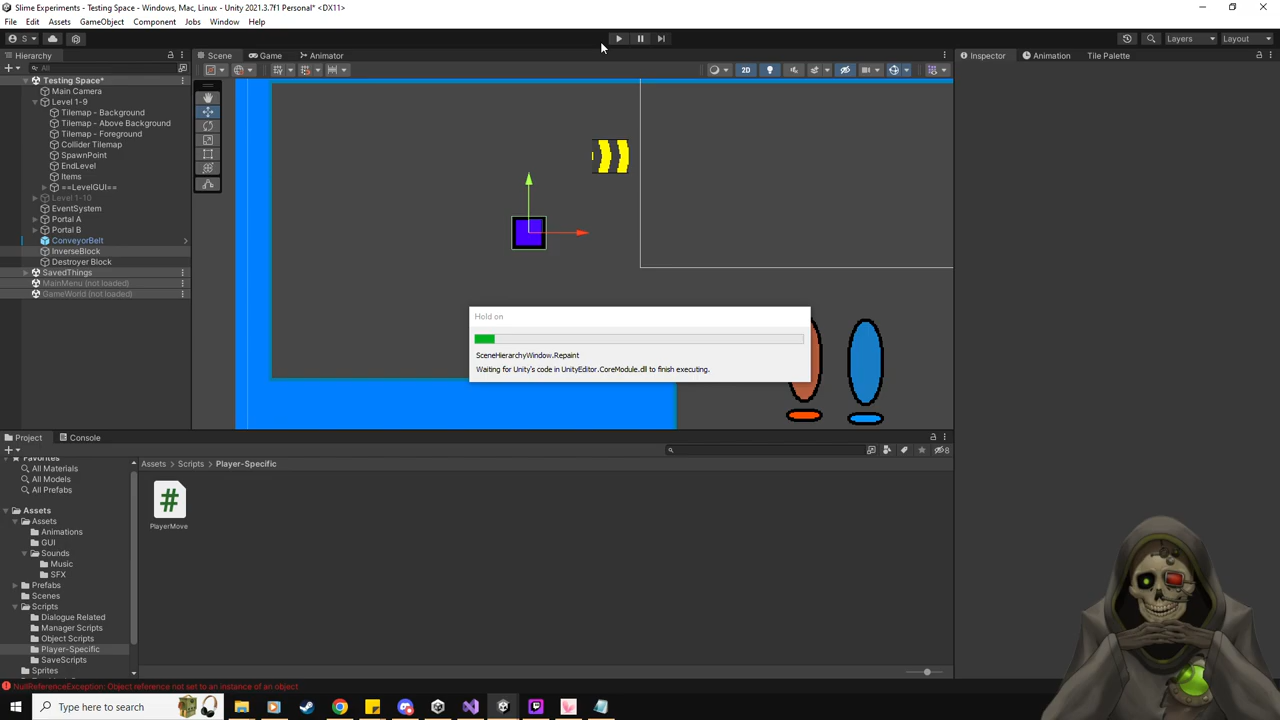 Slime Experiments - Testing Space - Windows, Mac, Linux - Unity 2021.3.7f1 Personal* <DX11>
File Edit Assets GameObject Component Jobs Window Help
S Layers Layout
Hierarchy Scene Game Animator Inspector Animation Tile Palette
All 2D
Testing Space*
Main Camera
Level 1-9
Tilemap - Background
Tilemap - Above Background
Tilemap - Foreground
Collider Tilemap
SpawnPoint
EndLevel
Items
==LevelGUI==
Level 1-10
EventSystem
Portal A
Portal B
ConveyorBelt
InverseBlock
Destroyer Block
SavedThings
MainMenu (not loaded)
GameWorld (not loaded)
Hold on
SceneHierarchyWindow.Repaint
Waiting for Unity's code in UnityEditor.CoreModule.dll to finish executing.
Project Console
8
Favorites
All Materials
All Models
All Prefabs
Assets
Assets
Animations
GUI
Sounds
Music
SFX
Prefabs
Scenes
Scripts
Dialogue Related
Manager Scripts
Object Scripts
Player-Specific
SaveScripts
Sprites
Assets > Scripts > Player-Specific
#
PlayerMove
NullReferenceException: Object reference not set to an instance of an object
Type here to search